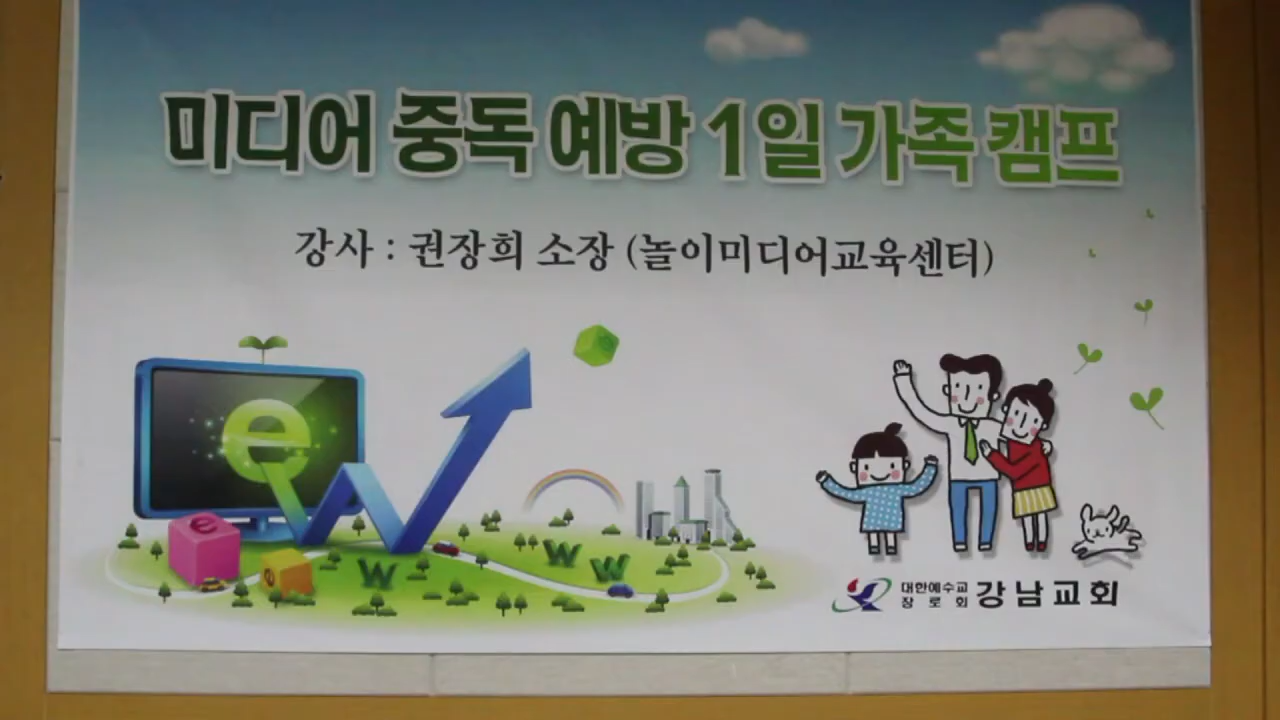 미디어 중독 예방 1일 가족 캠프
강사 : 권장희 소장 (놀이미디어교육센터)
e
e
W
W
W
대한예수교
장로회
강남교회